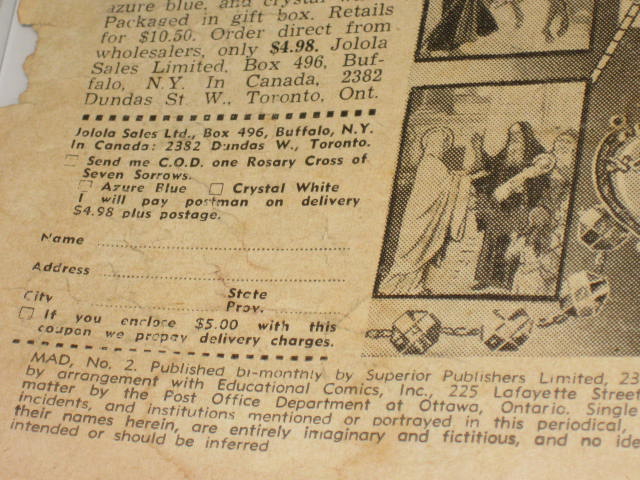 azure blue, and crystal
Packaged in gift box. Retails
for $10.50. Order direct from
wholesalers, only $4.98. Jolola
Sales Limited, Box 496, Buf-
falo, N.Y. In Canada, 2382
Dundas St. W., Toronto, Ont.
Jolola Sales Ltd., Box 496, Buffalo, N.Y.
In Canada: 2382 Dundas W., Toronto.
Send me C.O.D. one Rosary Cross of
Seven Sorrows.
Azure Blue Crystal White
I will pay postman on delivery
$4.98 plus postage.
Name
Address
City State
Prov.
If you enclose $5.00 with this
coupon we prepay delivery charges.
MAD, No. 2. Published bi-monthly by Superior Publishers Limited, 23
by arrangement with Educational Comics, Inc., 225 Lafayette Street
matter by the Post Office Department at Ottawa, Ontario. Single
incidents, and institutions mentioned or portrayed in this periodical,
their names herein, are entirely imaginary and fictitious, and no ide
intended or should be inferred